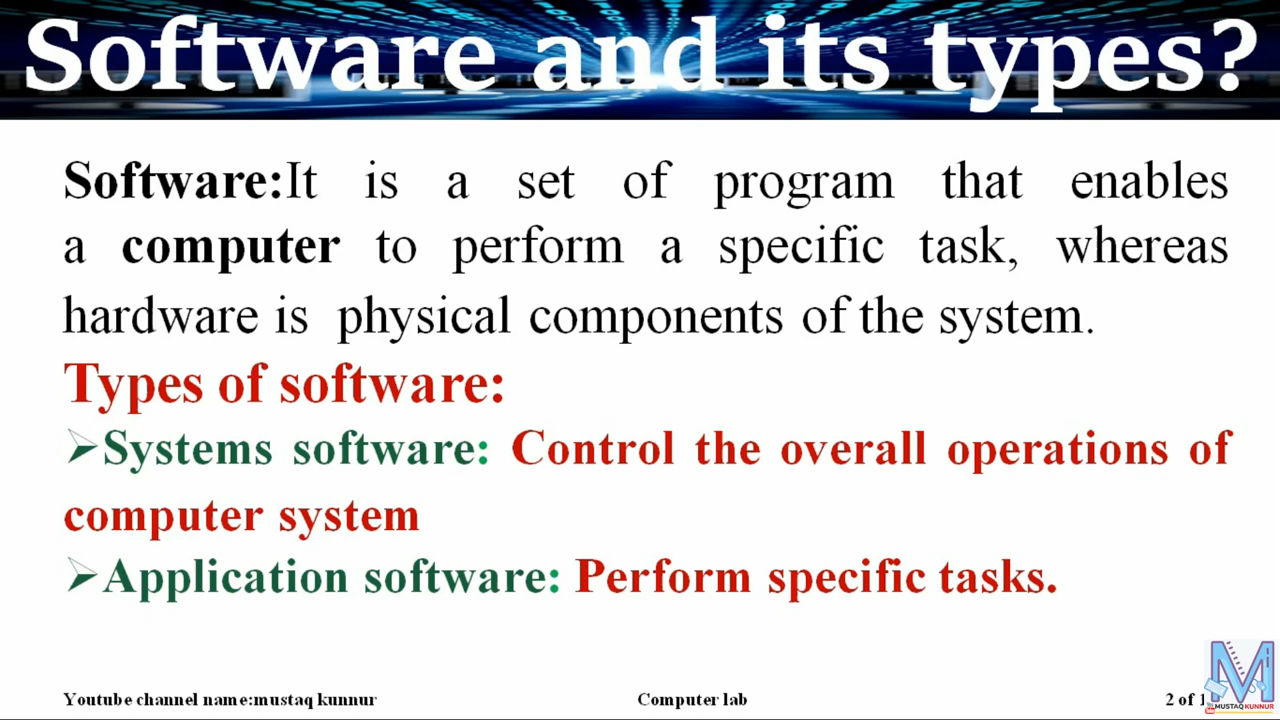 Software and its types?
Software:It is a set of program that enables
a computer to perform a specific task, whereas
hardware is physical components of the system.
Types of software:
➢Systems software: Control the overall operations of
computer system
➢Application software: Perform specific tasks.
Youtube channel name:mustaq kunnur
Computer lab
2 of
MUSTAQ KUNNUR